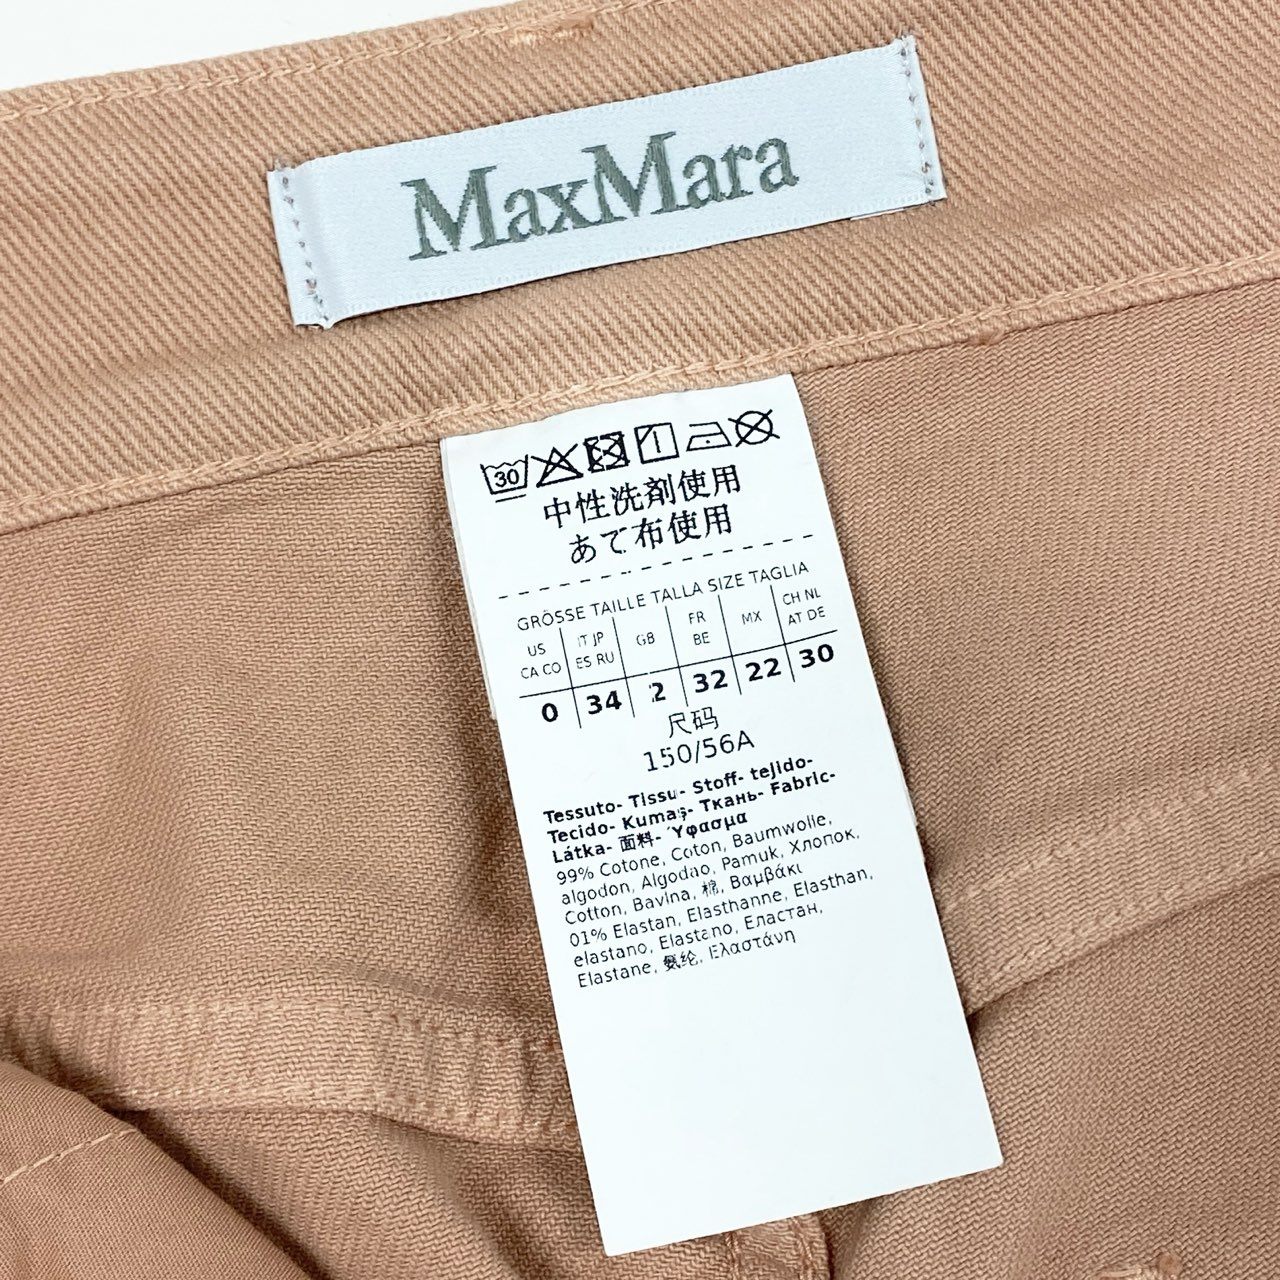 MaxMara
30
中性洗剤使用
あて布使用
GRÖSSE TAILLE TALLA SIZE TAGLIA
US CA CO IT JP ES RU GB FR BE MX CH NL AT DE
0 34 2 32 22 30
尺码
150/56A
Tessuto- Tissu- Stoff- tejido-
Tecido- Kumaş- Ткань- Fabric-
Látka- 面料- Ύφασμα
99% Cotone, Coton, Baumwolle,
algodon, Algodao, Pamuk, Хлопок,
Cotton, Bavlna, 棉, Βαμβάκι
01% Elastan, Elasthanne, Elasthan,
elastano, Elastano, Еластан,
Elastane, 氨纶, Ελαστάνη